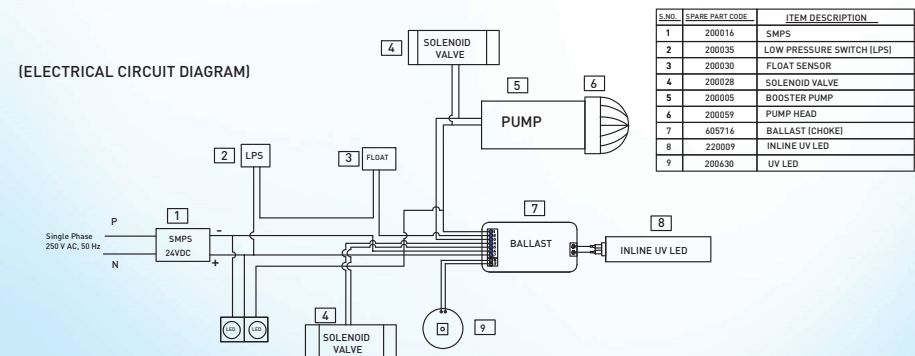 (ELECTRICAL CIRCUIT DIAGRAM)
4
SOLENOID
VALVE
5
6
PUMP
2
LPS
3
FLOAT
P
Single Phase
250 V AC, 50 Hz
N
1
SMPS
24VDC
-
+
7
BALLAST
8
INLINE UV LED
LED
LED
4
SOLENOID
VALVE
9
S.NO. SPARE PART CODE ITEM DESCRIPTION
1 200016 SMPS
2 200035 LOW PRESSURE SWITCH (LPS)
3 200030 FLOAT SENSOR
4 200028 SOLENOID VALVE
5 200005 BOOSTER PUMP
6 200059 PUMP HEAD
7 605716 BALLAST (CHOKE)
8 220009 INLINE UV LED
9 200630 UV LED